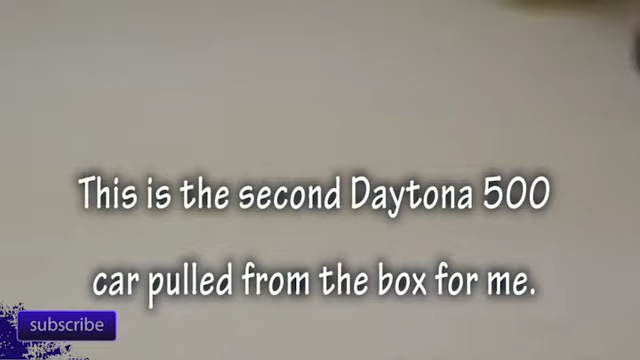 This is the second Daytona 500
car pulled from the box for me.
subscribe